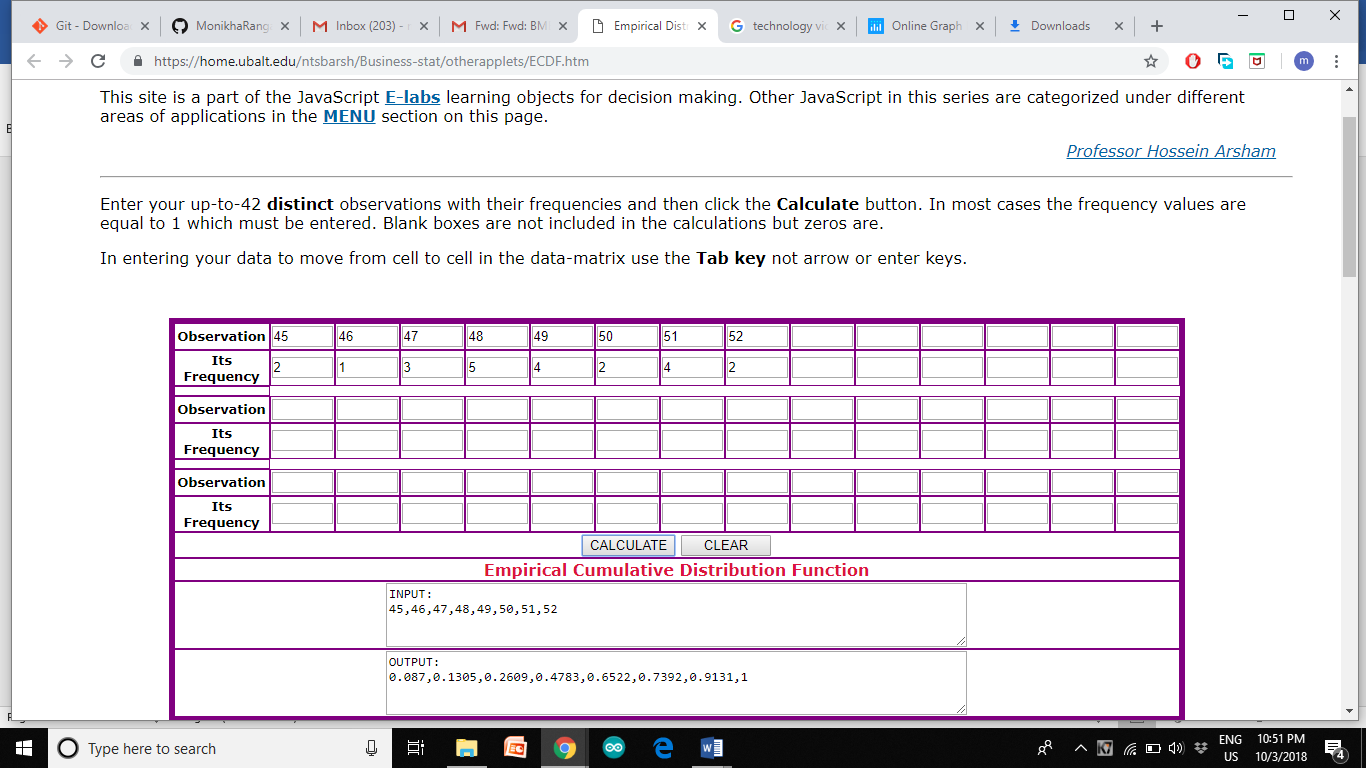 Git - Downloa
MonikhaRang
Inbox (203) -
Fwd: Fwd: BM
Empirical Dist
technology vi
Online Graph
Downloads
https://home.ubalt.edu/ntsbarsh/Business-stat/otherapplets/ECDF.htm
m
This site is a part of the JavaScript E-labs learning objects for decision making. Other JavaScript in this series are categorized under different
areas of applications in the MENU section on this page.
Professor Hossein Arsham
Enter your up-to-42 distinct observations with their frequencies and then click the Calculate button. In most cases the frequency values are
equal to 1 which must be entered. Blank boxes are not included in the calculations but zeros are.
In entering your data to move from cell to cell in the data-matrix use the Tab key not arrow or enter keys.
Observation 45 46 47 48 49 50 51 52
Its
Frequency 2 1 3 5 4 2 4 2
Observation
Its
Frequency
Observation
Its
Frequency
CALCULATE CLEAR
Empirical Cumulative Distribution Function
INPUT:
45,46,47,48,49,50,51,52
OUTPUT:
0.087,0.1305,0.2609,0.4783,0.6522,0.7392,0.9131,1
Type here to search
ENG
US
10:51 PM
10/3/2018
4